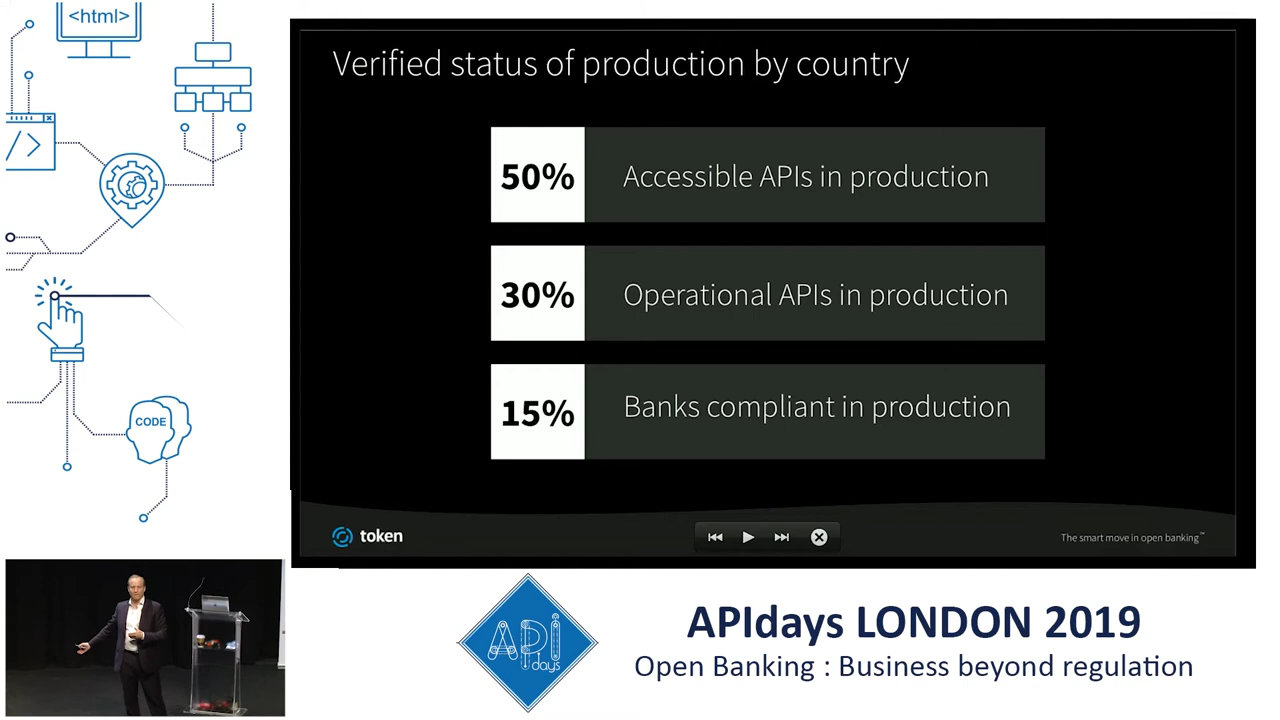 <html>
</>
CODE
Verified status of production by country
50% Accessible APIs in production
30% Operational APIs in production
15% Banks compliant in production
token
The smart move in open banking™
API
days
APIdays LONDON 2019
Open Banking : Business beyond regulation